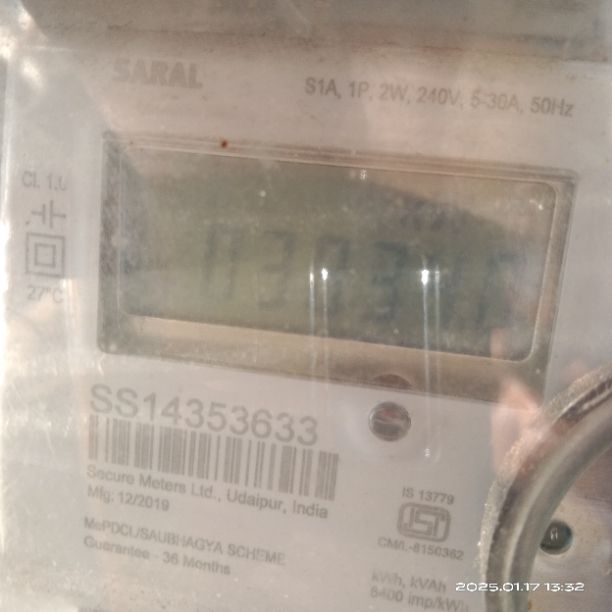 SARAL
S1A, 1P, 2W, 240V, 5-30A, 50Hz
Cl. 1.0
27°C
SS14353633
Secure Meters Ltd., Udaipur, India
Mfg: 12/2019
MePDCL/SAUBHAGYA SCHEME
Guarantee - 36 Months
IS 13779
ISI
CM/L-8150362
kWh, kVAh
6400 imp/kWh
2025.01.17 13:32